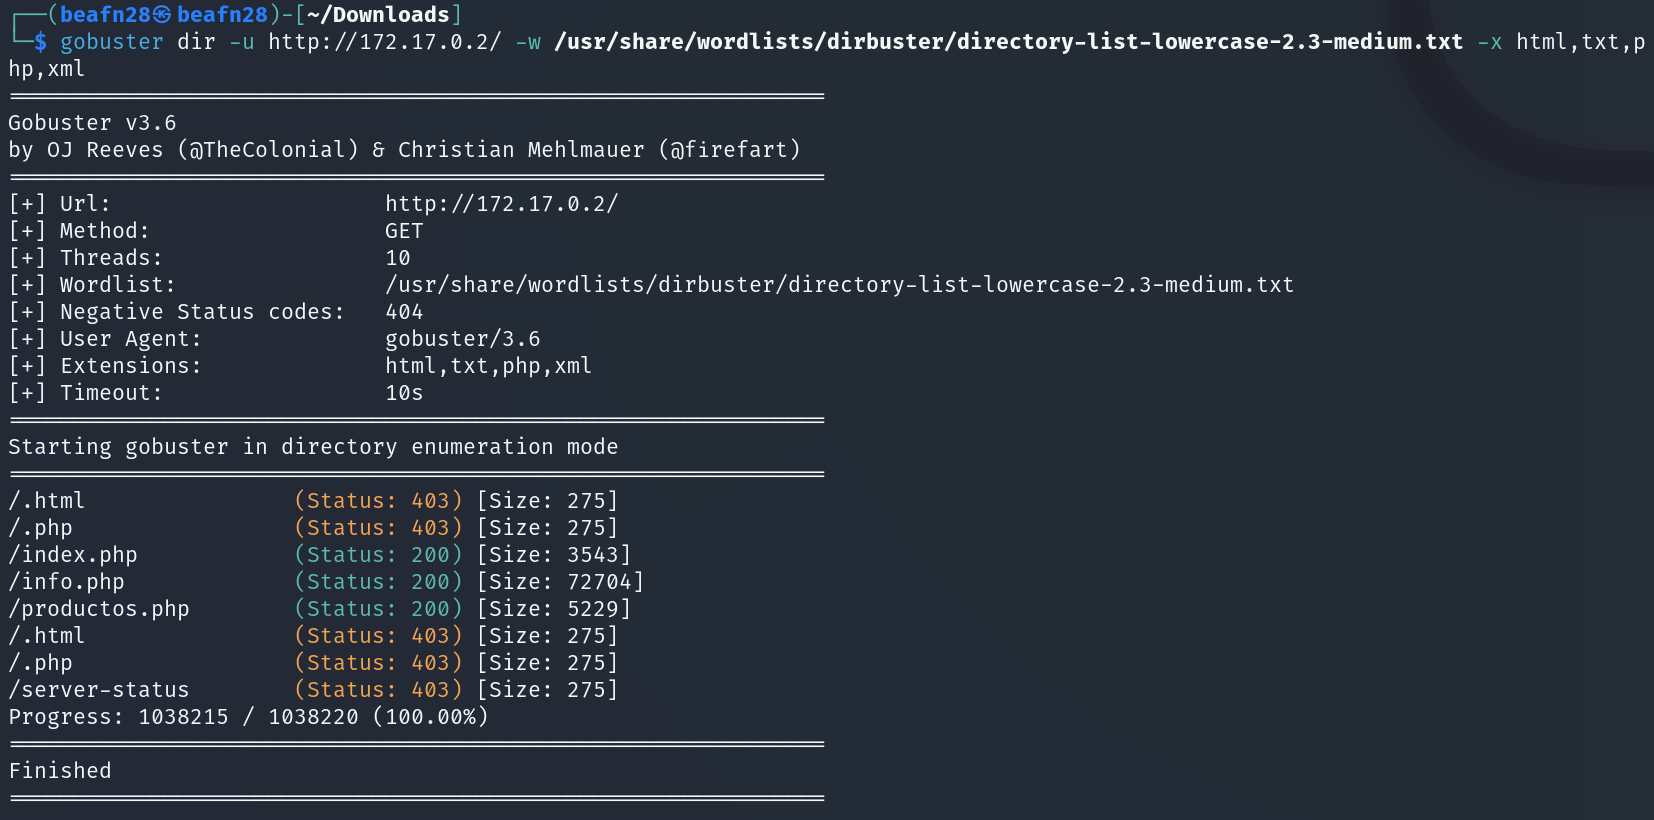 ┌──(beafn28㉿beafn28)-[~/Downloads]
└─$ gobuster dir -u http://172.17.0.2/ -w /usr/share/wordlists/dirbuster/directory-list-lowercase-2.3-medium.txt -x html,txt,p
hp,xml
===============================================================
Gobuster v3.6
by OJ Reeves (@TheColonial) & Christian Mehlmauer (@firefart)
===============================================================
[+] Url:                     http://172.17.0.2/
[+] Method:                  GET
[+] Threads:                 10
[+] Wordlist:                /usr/share/wordlists/dirbuster/directory-list-lowercase-2.3-medium.txt
[+] Negative Status codes:   404
[+] User Agent:              gobuster/3.6
[+] Extensions:              html,txt,php,xml
[+] Timeout:                 10s
===============================================================
Starting gobuster in directory enumeration mode
===============================================================
/.html                (Status: 403) [Size: 275]
/.php                 (Status: 403) [Size: 275]
/index.php            (Status: 200) [Size: 3543]
/info.php             (Status: 200) [Size: 72704]
/productos.php        (Status: 200) [Size: 5229]
/.html                (Status: 403) [Size: 275]
/.php                 (Status: 403) [Size: 275]
/server-status        (Status: 403) [Size: 275]
Progress: 1038215 / 1038220 (100.00%)
===============================================================
Finished
===============================================================